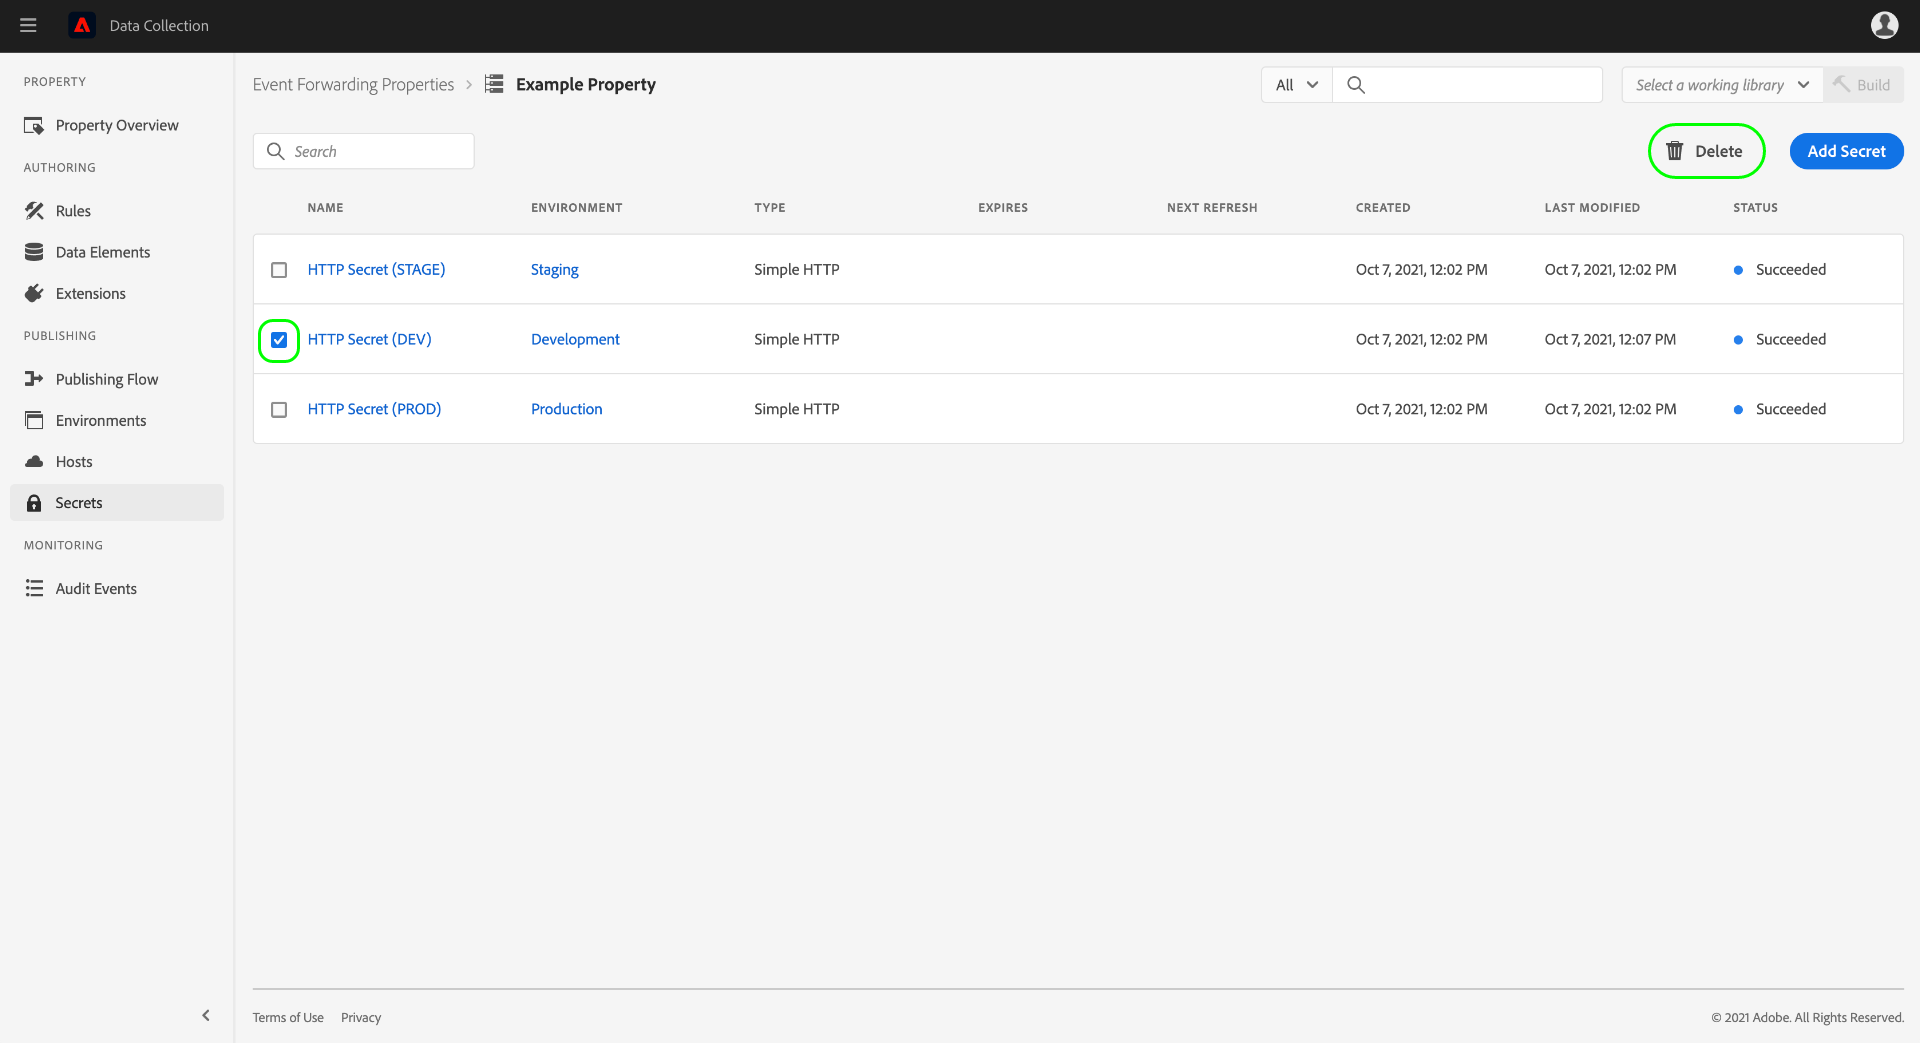 Data Collection
PROPERTY
Property Overview
AUTHORING
Rules
Data Elements
Extensions
PUBLISHING
Publishing Flow
Environments
Hosts
Secrets
MONITORING
Audit Events
Event Forwarding Properties > Example Property
All
Select a working library
Build
Search
Delete
Add Secret
NAME ENVIRONMENT TYPE EXPIRES NEXT REFRESH CREATED LAST MODIFIED STATUS
HTTP Secret (STAGE) Staging Simple HTTP Oct 7, 2021, 12:02 PM Oct 7, 2021, 12:02 PM Succeeded
HTTP Secret (DEV) Development Simple HTTP Oct 7, 2021, 12:02 PM Oct 7, 2021, 12:07 PM Succeeded
HTTP Secret (PROD) Production Simple HTTP Oct 7, 2021, 12:02 PM Oct 7, 2021, 12:02 PM Succeeded
Terms of Use Privacy
© 2021 Adobe. All Rights Reserved.